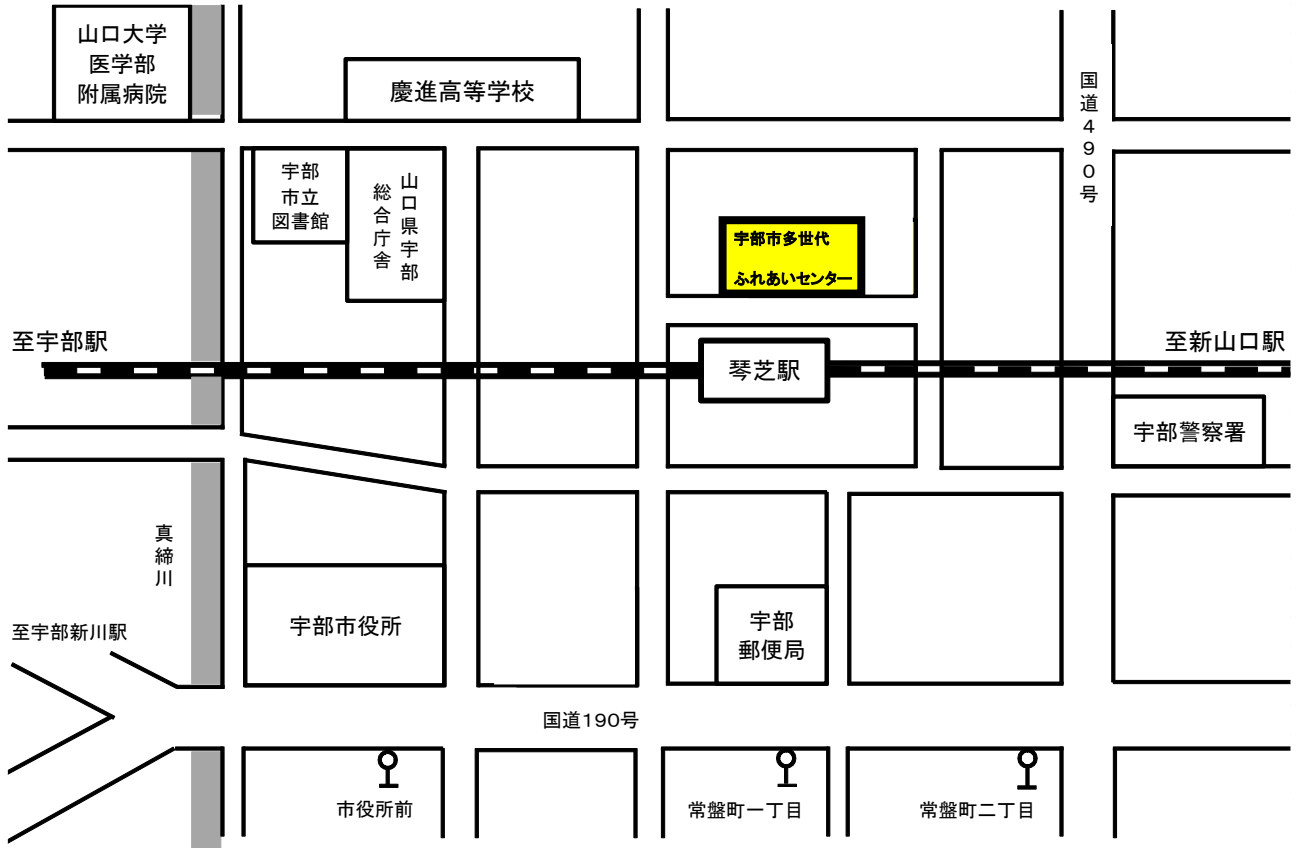 山口大学
医学部
附属病院
慶進高等学校
国道490号
宇部
市立
図書館
山口県宇部
総合庁舎
宇部市多世代
ふれあいセンター
至宇部駅
至新山口駅
琴芝駅
宇部警察署
真締川
至宇部新川駅
宇部市役所
宇部
郵便局
国道190号
市役所前
常盤町一丁目
常盤町二丁目